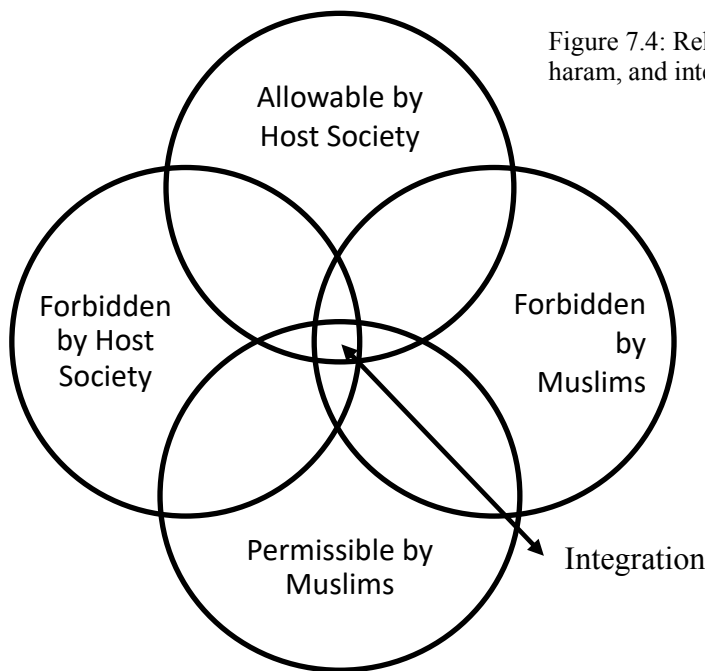 Figure 7.4: Rel
haram, and inte
Allowable by
Host Society
Forbidden
by Host
Society
Forbidden
by
Muslims
Permissible by
Muslims
Integration